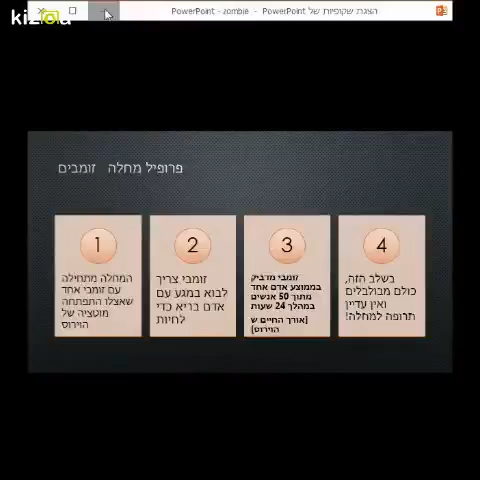 kizoa
הצגת שקופיות של PowerPoint - zombie - PowerPoint
פרופיל מחלה זומבים
1
המחלה מתחילה
עם זומבי אחד
שאצלו התפתחה
מוטציה של
הוירוס
2
זומבי צריך
לבוא במגע עם
אדם בריא כדי
לחיות
3
זומבי מדביק
בממוצע אדם אחד
מתוך 50 אנשים
במהלך 24 שעות
[אורך החיים ש
הוירוס]
4
בשלב הזה,
כולם מבולבלים
ואין עדיין
תרופה למחלה!